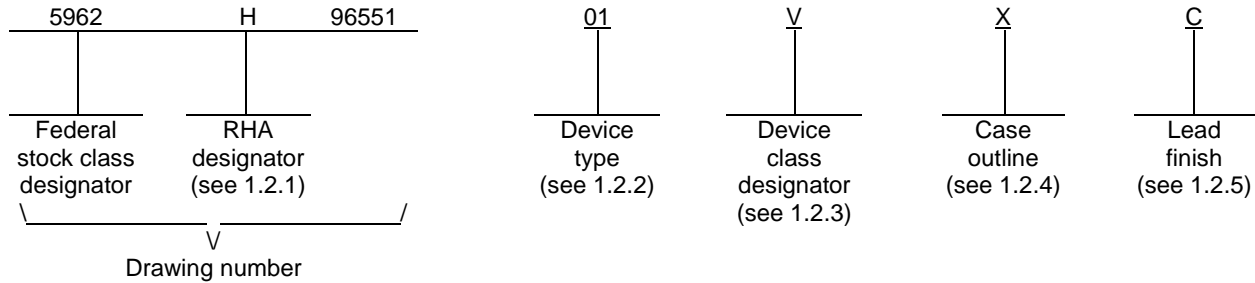 5962 H 96551 01 V X C
Federal stock class designator
RHA designator (see 1.2.1)
Device type (see 1.2.2)
Device class designator (see 1.2.3)
Case outline (see 1.2.4)
Lead finish (see 1.2.5)
Drawing number